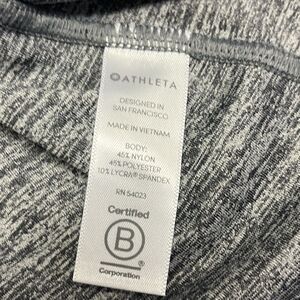 ATHLETA
DESIGNED IN
SAN FRANCISCO
MADE IN VIETNAM
BODY:
45% NYLON
45% POLYESTER
10% LYCRA® SPANDEX
RN 54023
Certified
B
Corporation